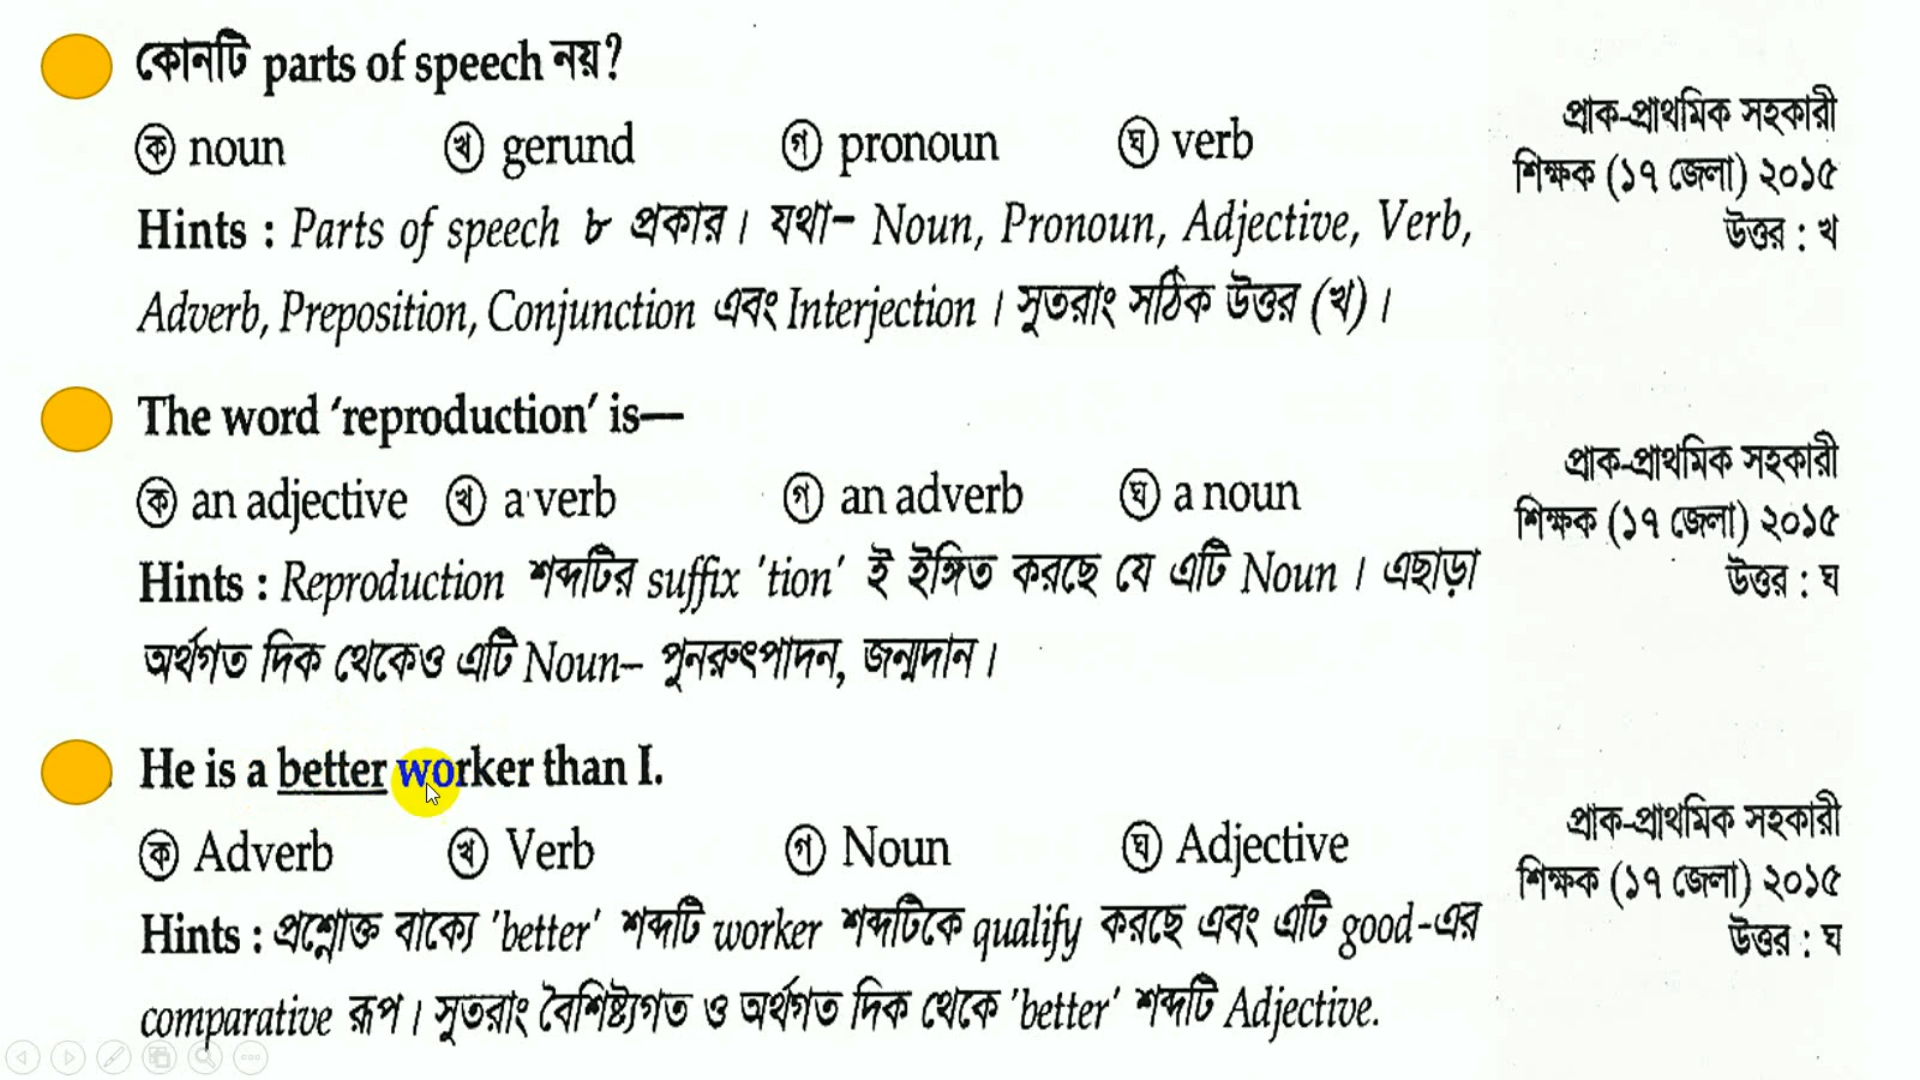 কোনটি parts of speech নয়?
ক noun খ gerund গ pronoun ঘ verb
প্রাক-প্রাথমিক সহকারী
শিক্ষক (১৭ জেলা) ২০১৫
উত্তর : খ
Hints : Parts of speech ৮ প্রকার। যথা– Noun, Pronoun, Adjective, Verb,
Adverb, Preposition, Conjunction এবং Interjection । সুতরাং সঠিক উত্তর (খ) ।
The word ‘reproduction’ is—
ক an adjective খ a verb গ an adverb ঘ a noun
প্রাক-প্রাথমিক সহকারী
শিক্ষক (১৭ জেলা) ২০১৫
উত্তর : ঘ
Hints : Reproduction শব্দটির suffix 'tion' ই ইঙ্গিত করছে যে এটি Noun । এছাড়া
অর্থগত দিক থেকেও এটি Noun– পুনরুৎপাদন, জন্মদান।
He is a better worker than I.
ক Adverb খ Verb গ Noun ঘ Adjective
প্রাক-প্রাথমিক সহকারী
শিক্ষক (১৭ জেলা) ২০১৫
উত্তর : ঘ
Hints : প্রশ্নোক্ত বাক্যে 'better' শব্দটি worker শব্দটিকে qualify করছে এবং এটি good-এর
comparative রূপ। সুতরাং বৈশিষ্ট্যগত ও অর্থগত দিক থেকে 'better' শব্দটি Adjective.